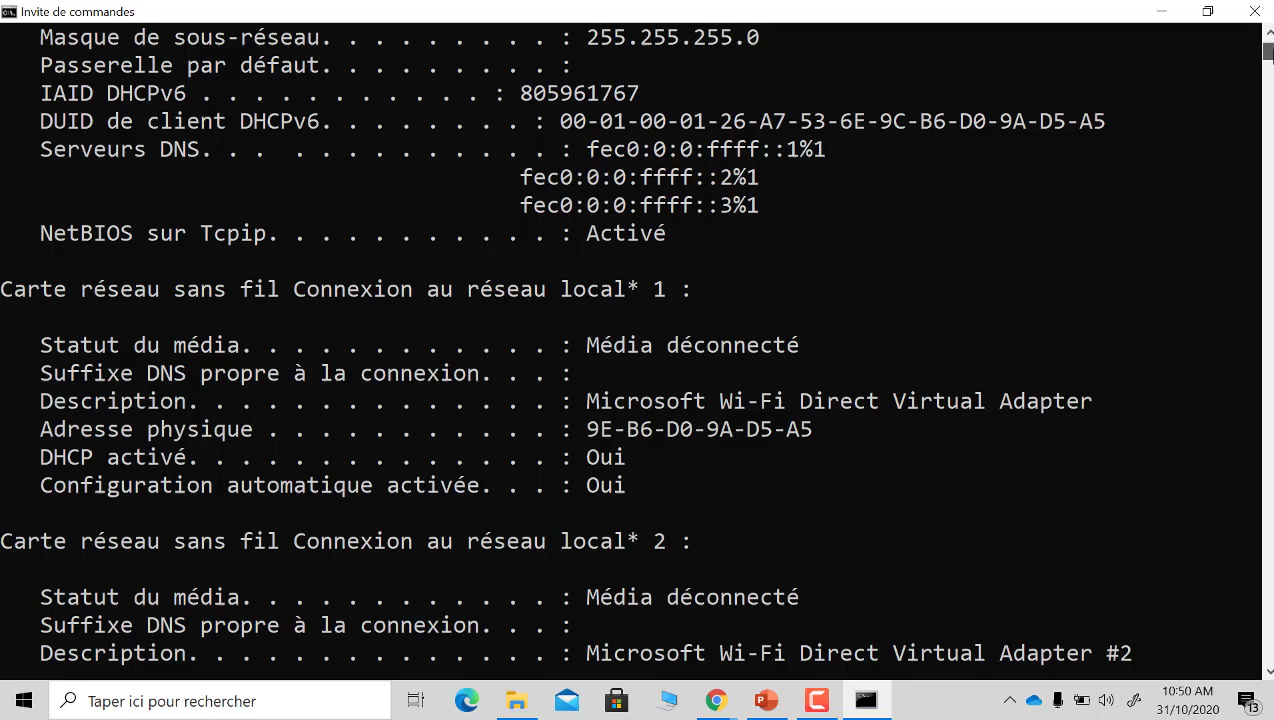 Invite de commandes
Masque de sous-réseau. . . . . . . . . : 255.255.255.0
Passerelle par défaut. . . . . . . . . :
IAID DHCPv6 . . . . . . . . . . . : 805961767
DUID de client DHCPv6. . . . . . . . : 00-01-00-01-26-A7-53-6E-9C-B6-D0-9A-D5-A5
Serveurs DNS. . . . . . . . . . . . . : fec0:0:0:ffff::1%1
fec0:0:0:ffff::2%1
fec0:0:0:ffff::3%1
NetBIOS sur Tcpip. . . . . . . . . . . : Activé
Carte réseau sans fil Connexion au réseau local* 1 :
Statut du média. . . . . . . . . . . . : Média déconnecté
Suffixe DNS propre à la connexion. . . :
Description. . . . . . . . . . . . . . : Microsoft Wi-Fi Direct Virtual Adapter
Adresse physique . . . . . . . . . . . : 9E-B6-D0-9A-D5-A5
DHCP activé. . . . . . . . . . . . . . : Oui
Configuration automatique activée. . . : Oui
Carte réseau sans fil Connexion au réseau local* 2 :
Statut du média. . . . . . . . . . . . : Média déconnecté
Suffixe DNS propre à la connexion. . . :
Description. . . . . . . . . . . . . . : Microsoft Wi-Fi Direct Virtual Adapter #2
Taper ici pour rechercher
10:50 AM
31/10/2020
13